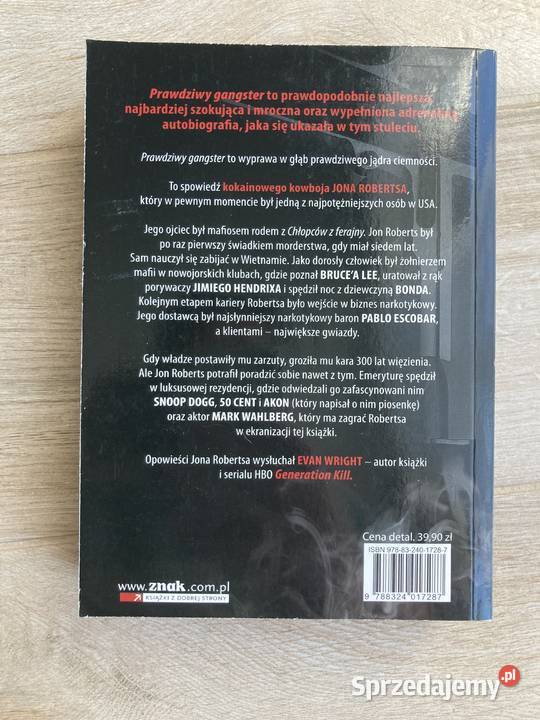 Prawdziwy gangster to prawdopodobnie najlepsza,
najbardziej szokująca i mroczna oraz wypełniona adrenaliną
autobiografia, jaka się ukazała w tym stuleciu.
Prawdziwy gangster to wyprawa w głąb prawdziwego jądra ciemności.
To spowiedź kokainowego kowboja JONA ROBERTSA,
który w pewnym momencie był jedną z najpotężniejszych osób w USA.
Jego ojciec był mafiosem rodem z Chłopców z ferajny. Jon Roberts był
po raz pierwszy świadkiem morderstwa, gdy miał siedem lat.
Sam nauczył się zabijać w Wietnamie. Jako dorosły człowiek był żołnierzem
mafii w nowojorskich klubach, gdzie poznał BRUCE'A LEE, uratował z rąk
porywaczy JIMIEGO HENDRIXA i spędził noc z dziewczyną BONDA.
Kolejnym etapem kariery Robertsa było wejście w biznes narkotykowy.
Jego dostawcą był najsłynniejszy narkotykowy baron PABLO ESCOBAR,
a klientami – największe gwiazdy.
Gdy władze postawiły mu zarzuty, groziła mu kara 300 lat więzienia.
Ale Jon Roberts potrafił poradzić sobie nawet z tym. Emeryturę spędził
w luksusowej rezydencji, gdzie odwiedzali go zafascynowani nim
SNOOP DOGG, 50 CENT i AKON (który napisał o nim piosenkę)
oraz aktor MARK WAHLBERG, który ma zagrać Robertsa
w ekranizacji tej książki.
Opowieści Jona Robertsa wysłuchał EVAN WRIGHT – autor książki
i serialu HBO Generation Kill.
Cena detal. 39,90 zł
ISBN 978-83-240-1728-7
9 788324 017287
www.znak.com.pl
KSIĄŻKI Z DOBREJ STRONY
Sprzedajemy.pl